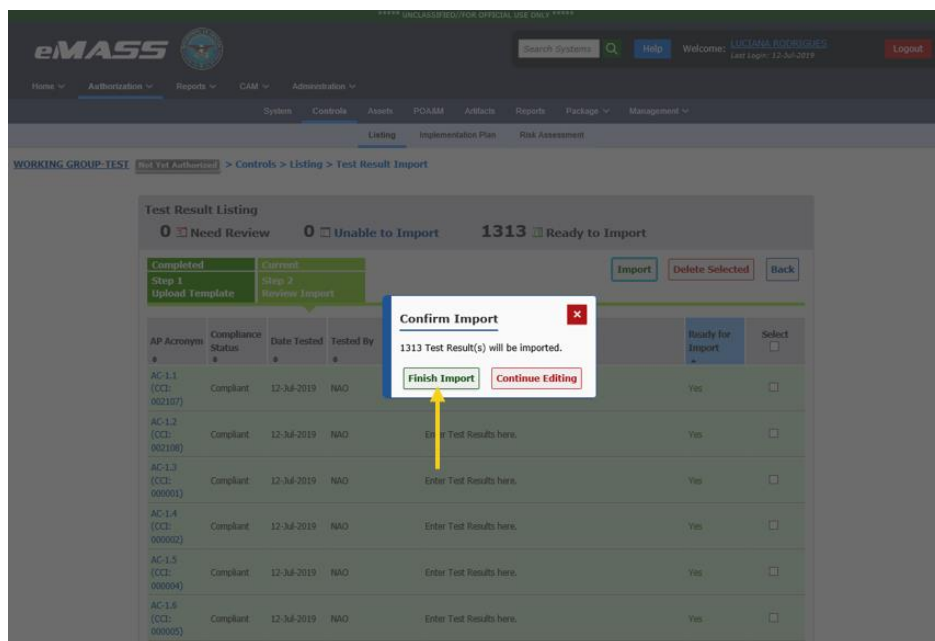 ***** UNCLASSIFIED//FOR OFFICIAL USE ONLY *****
eMASS
Search Systems Help Welcome: LUCIANA RODRIGUES Logout
Last Login: 12-Jul-2019
Home Authorization Reports CAM Administration
System Controls Assets POA&M Artifacts Reports Package Management
Listing Implementation Plan Risk Assessment
WORKING GROUP-TEST Not Yet Authorized > Controls > Listing > Test Result Import
Test Result Listing
0 Need Review 0 Unable to Import 1313 Ready to Import
Completed Current
Step 1 Step 2
Upload Template Review Import
Import Delete Selected Back
Confirm Import
1313 Test Result(s) will be imported.
Finish Import Continue Editing
AP Acronym Compliance Status Date Tested Tested By Ready for Import Select
AC-1.1
(CCI: Compliant 12-Jul-2019 NAO Yes
002107)
AC-1.2
(CCI: Compliant 12-Jul-2019 NAO Enter Test Results here. Yes
002108)
AC-1.3
(CCI: Compliant 12-Jul-2019 NAO Enter Test Results here. Yes
000001)
AC-1.4
(CCI: Compliant 12-Jul-2019 NAO Enter Test Results here. Yes
000002)
AC-1.5
(CCI: Compliant 12-Jul-2019 NAO Enter Test Results here. Yes
000004)
AC-1.6
(CCI: Compliant 12-Jul-2019 NAO Enter Test Results here. Yes
000005)